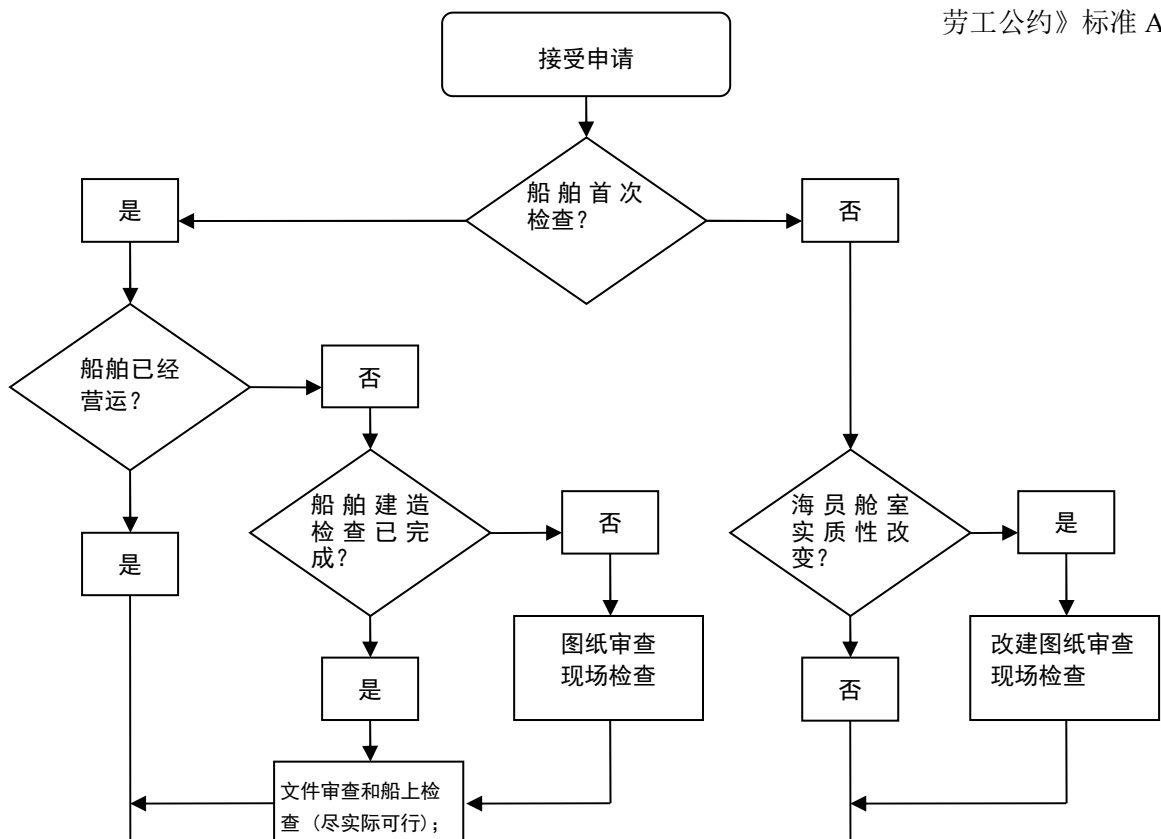 劳工公约》标准 A
接受申请
船舶首次
检查？
是
否
船舶已经
营运？
否
船舶建造
检查已完
成？
否
海员舱室
实质性改
变？
是
是
图纸审查
现场检查
改建图纸审查
现场检查
是
否
文件审查和船上检
查（尽实际可行）；